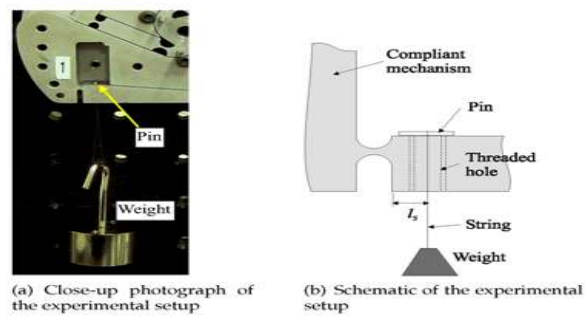 1
Pin
Weight
(a) Close-up photograph of
the experimental setup
Compliant
mechanism
Pin
Threaded
hole
ls
String
Weight
(b) Schematic of the experimental
setup